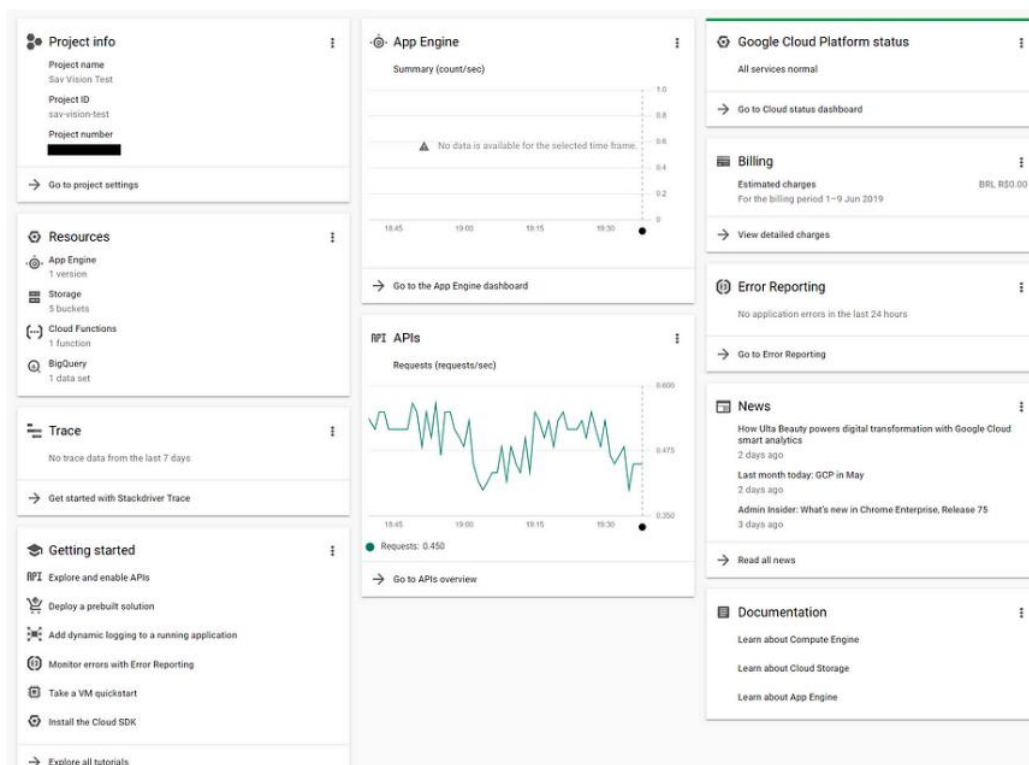 Project info
Project name
Sav Vision Test
Project ID
sav-vision-test
Project number
Go to project settings
Resources
App Engine
1 version
Storage
5 buckets
Cloud Functions
1 function
BigQuery
1 data set
Trace
No trace data from the last 7 days
Get started with Stackdriver Trace
Getting started
API Explore and enable APIs
Deploy a prebuilt solution
Add dynamic logging to a running application
Monitor errors with Error Reporting
Take a VM quickstart
Install the Cloud SDK
Explore all tutorials
App Engine
Summary (count/sec)
1.0
0.8
No data is available for the selected time frame.
0.6
0.4
0.2
0
18:45 19:00 19:15 19:30
Go to the App Engine dashboard
API APIs
Requests (requests/sec)
0.600
0.475
0.350
18:45 19:00 19:15 19:30
Requests: 0.450
Go to APIs overview
Google Cloud Platform status
All services normal
Go to Cloud status dashboard
Billing
Estimated charges BRL R$0.00
For the billing period 1–9 Jun 2019
View detailed charges
Error Reporting
No application errors in the last 24 hours
Go to Error Reporting
News
How Ulta Beauty powers digital transformation with Google Cloud
smart analytics
2 days ago
Last month today: GCP in May
2 days ago
Admin Insider: What's new in Chrome Enterprise, Release 75
3 days ago
Read all news
Documentation
Learn about Compute Engine
Learn about Cloud Storage
Learn about App Engine